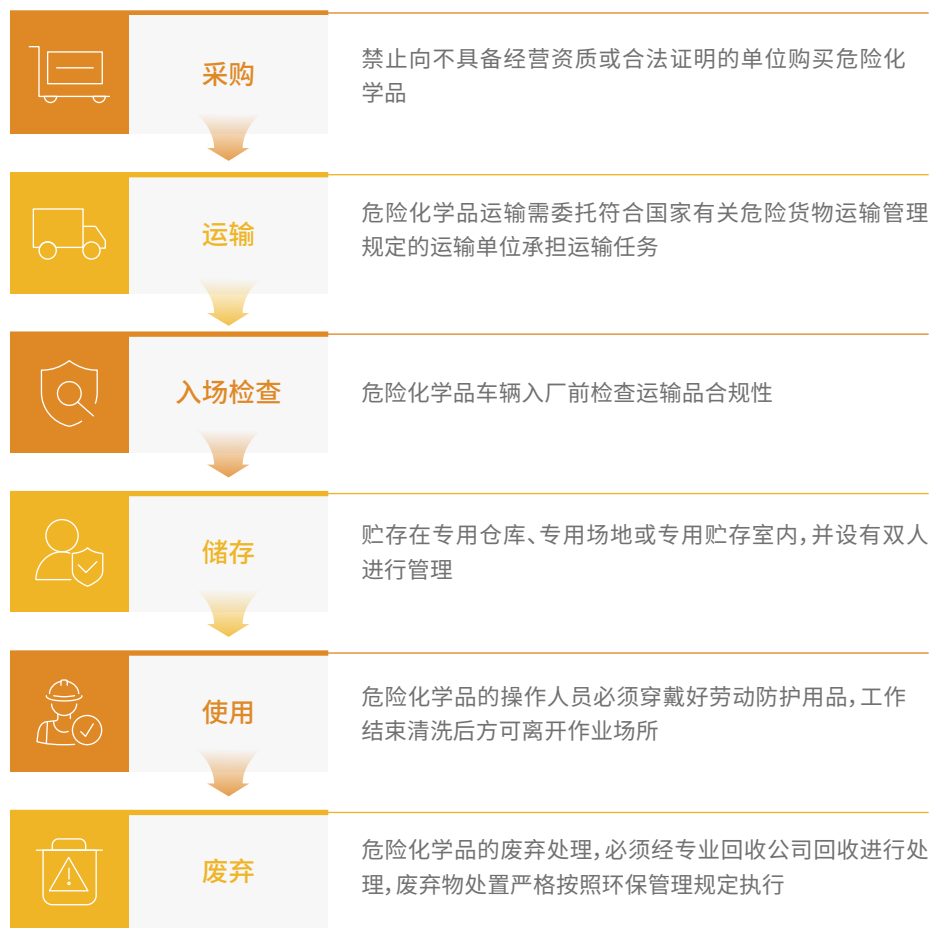 采购
禁止向不具备经营资质或合法证明的单位购买危险化
学品
运输
危险化学品运输需委托符合国家有关危险货物运输管理
规定的运输单位承担运输任务
入场检查
危险化学品车辆入厂前检查运输品合规性
储存
贮存在专用仓库、专用场地或专用贮存室内，并设有双人
进行管理
使用
危险化学品的操作人员必须穿戴好劳动防护用品，工作
结束清洗后方可离开作业场所
废弃
危险化学品的废弃处理，必须经专业回收公司回收进行处
理，废弃物处置严格按照环保管理规定执行